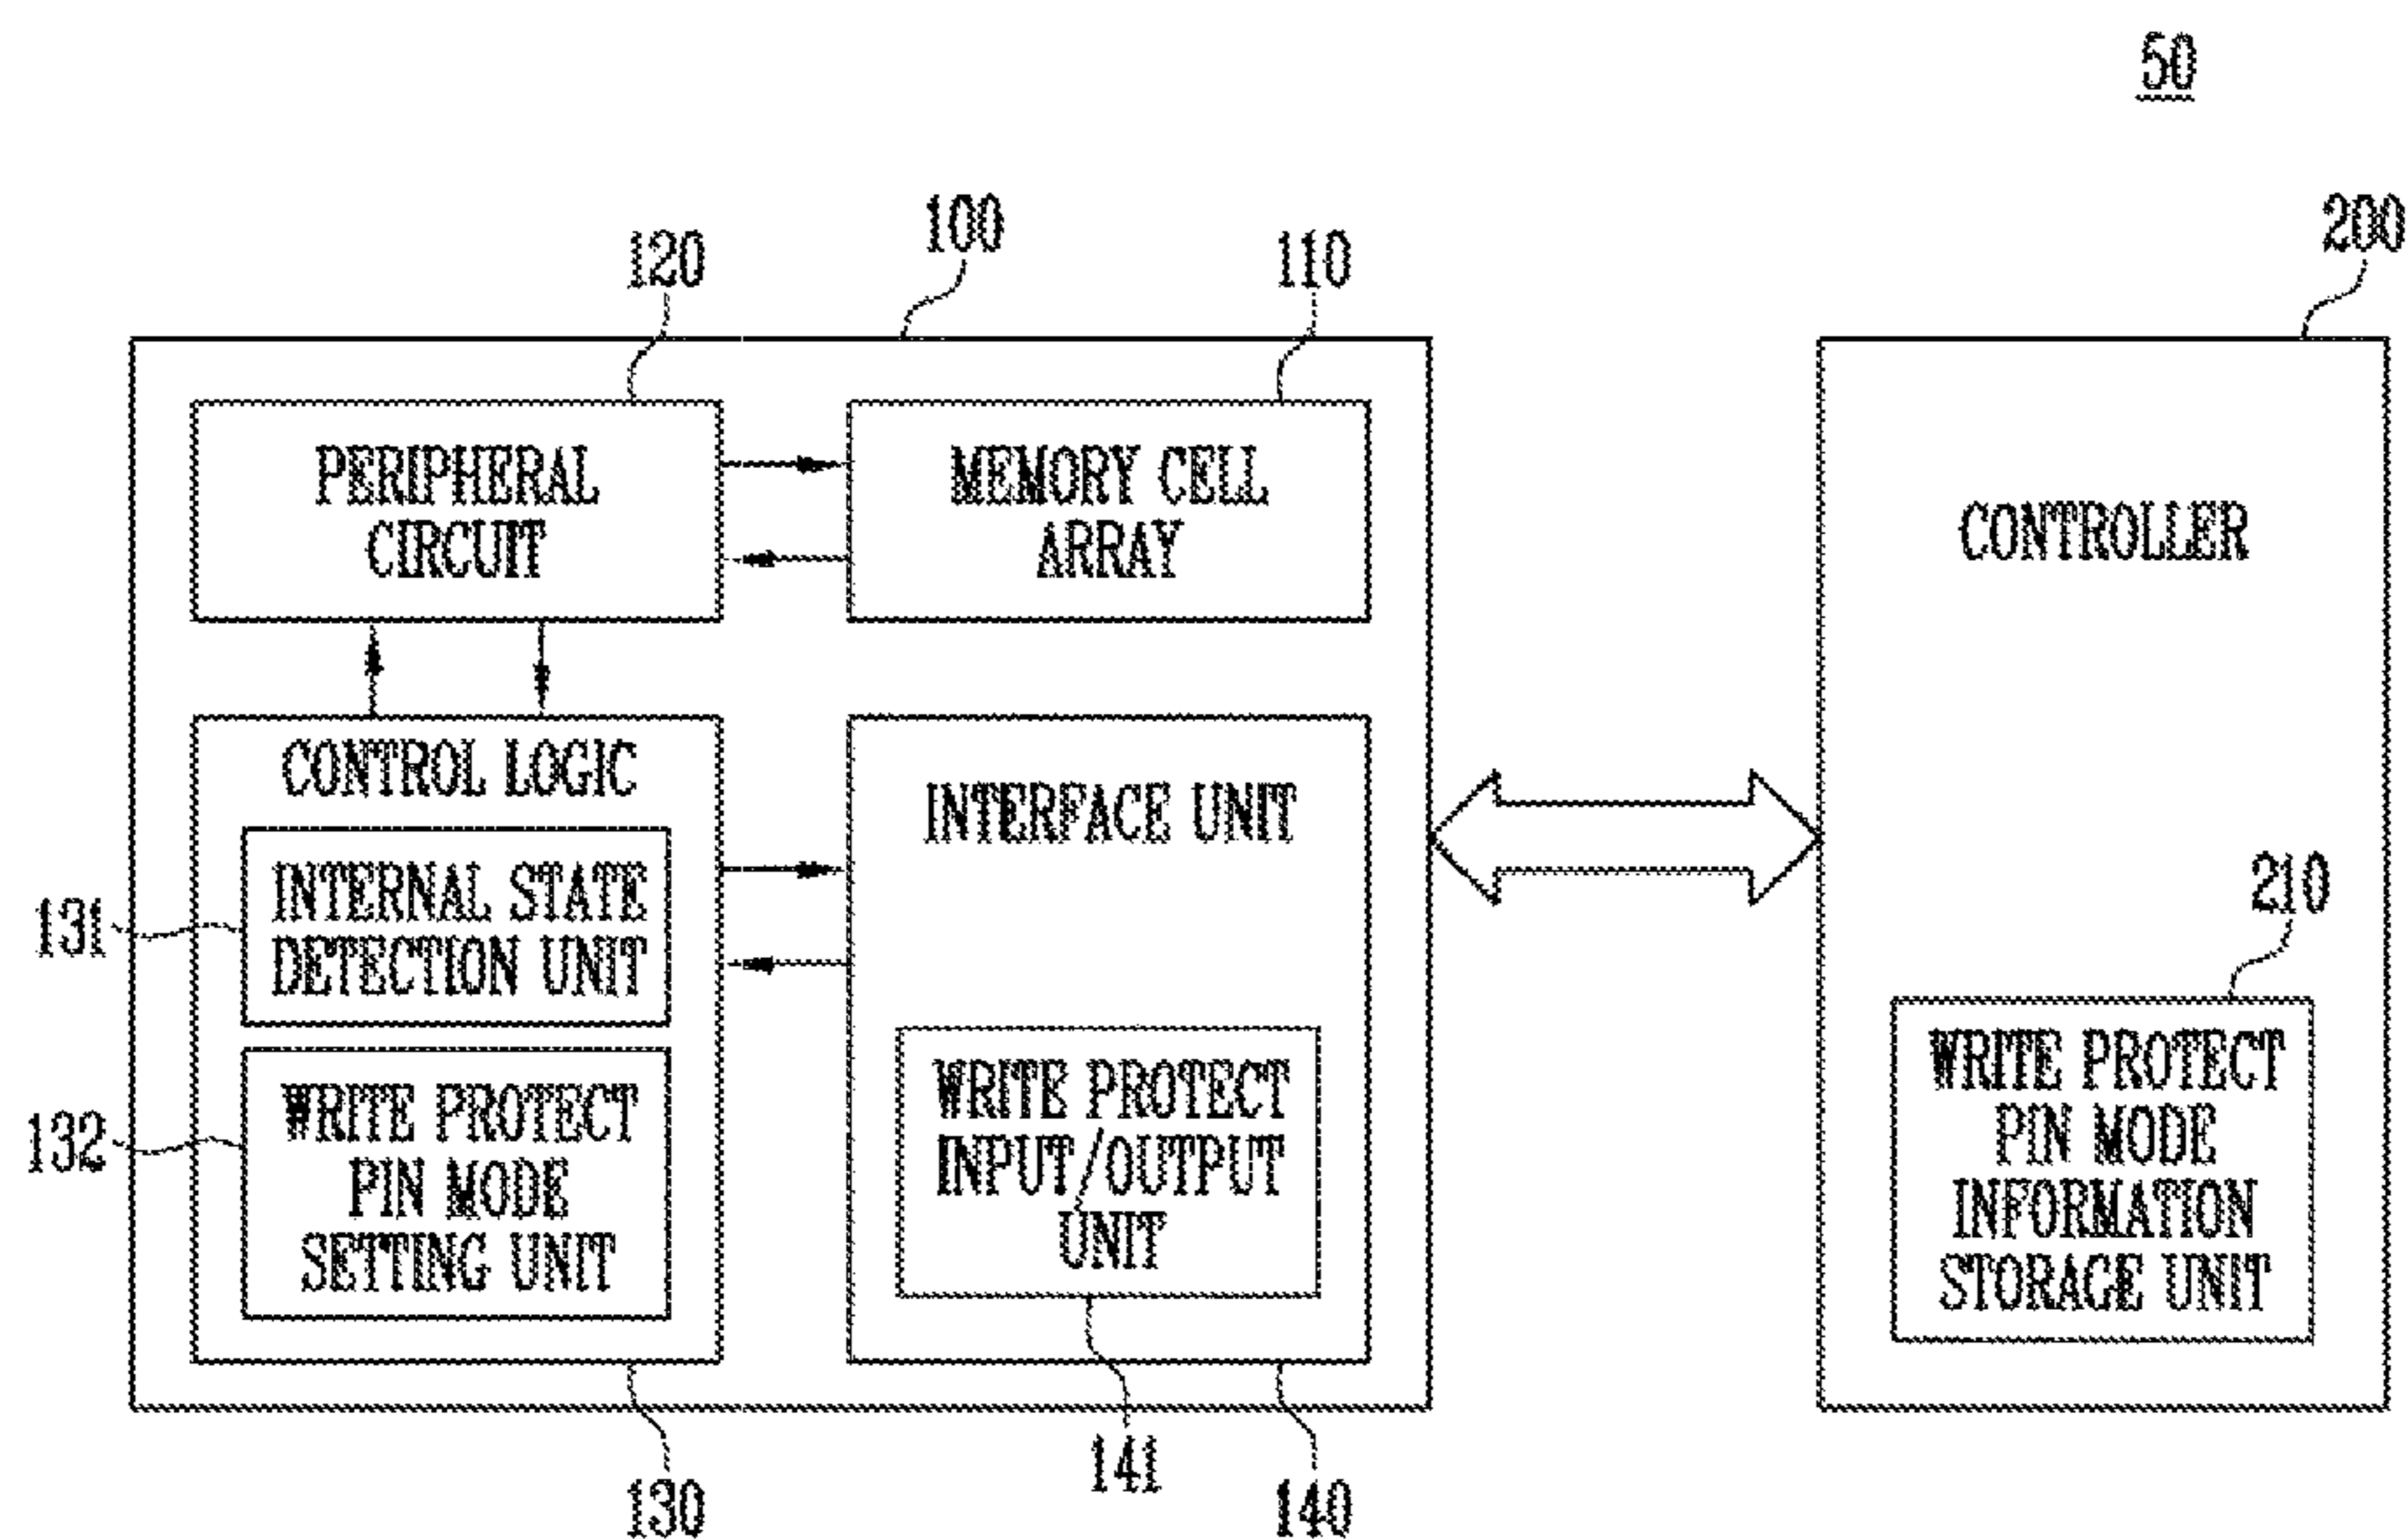 50
100
200
120
110
PERIPHERAL
CIRCUIT
MEMORY CELL
ARRAY
CONTROLLER
CONTROL LOGIC
INTERFACE UNIT
131
INTERNAL STATE
DETECTION UNIT
210
132
WRITE PROTECT
PIN MODE
SETTING UNIT
WRITE PROTECT
INPUT/OUTPUT
UNIT
WRITE PROTECT
PIN MODE
INFORMATION
STORAGE UNIT
141
130
140